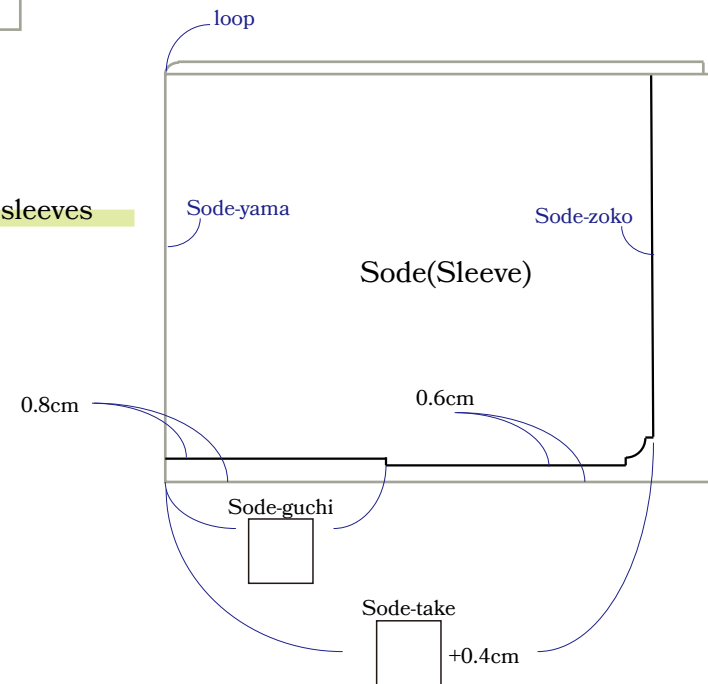 loop
sleeves
Sode-yama
Sode-zoko
Sode(Sleeve)
0.8cm
0.6cm
Sode-guchi
Sode-take
+0.4cm